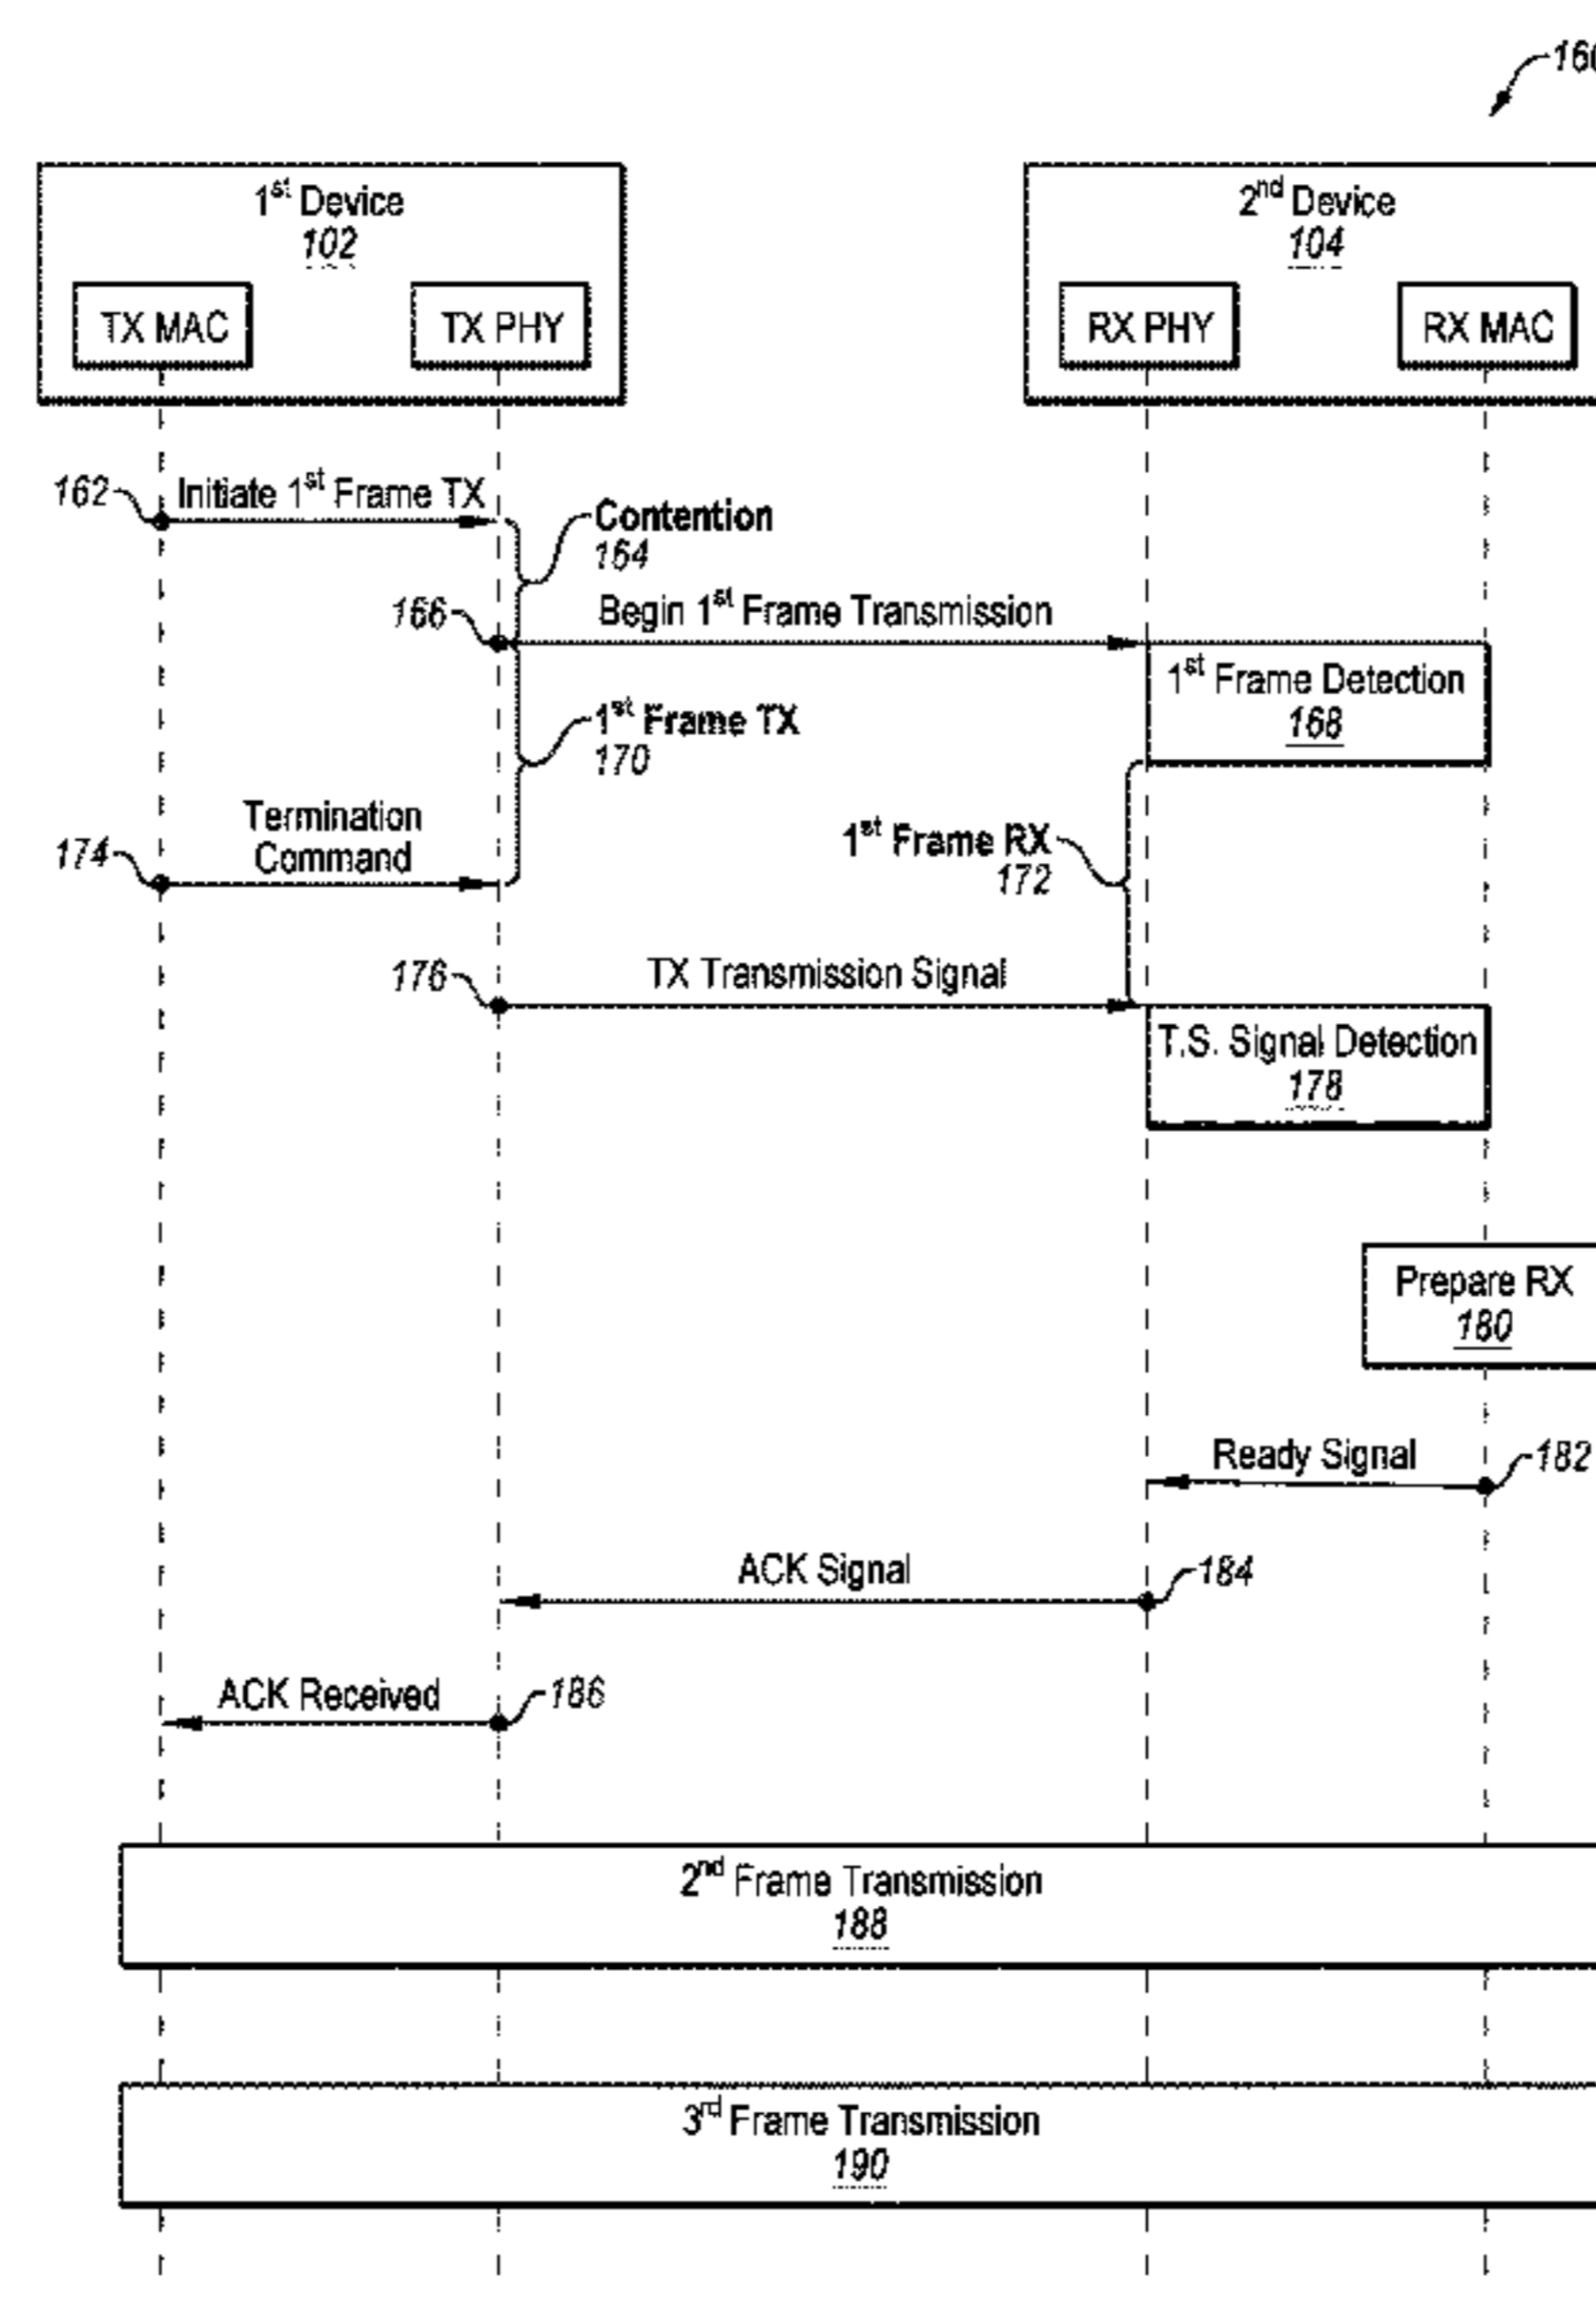 160
1st Device
102
2nd Device
104
TX MAC
TX PHY
RX PHY
RX MAC
162
Initiate 1st Frame TX
Contention
164
166
Begin 1st Frame Transmission
1st Frame Detection
168
1st Frame TX
170
Termination
Command
174
1st Frame RX
172
176
TX Transmission Signal
T.S. Signal Detection
178
Prepare RX
180
Ready Signal
182
ACK Signal
184
ACK Received
186
2nd Frame Transmission
188
3rd Frame Transmission
190